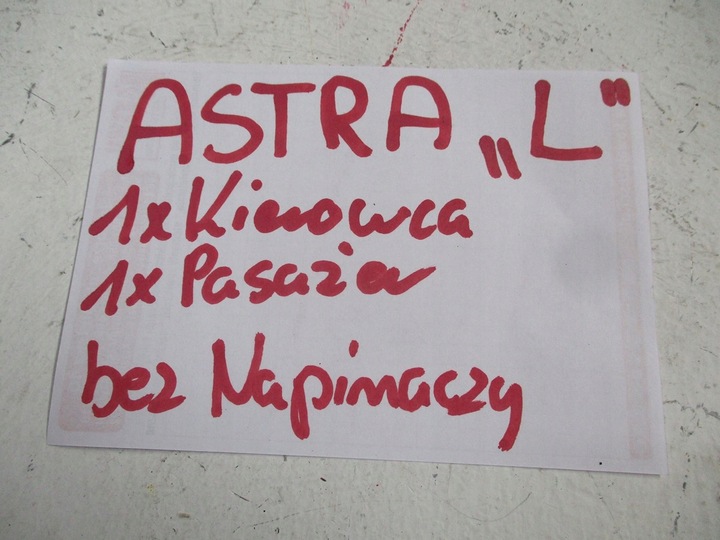 ASTRA „L"
1x Kierowca
1x Pasażer
bez Napinaczy